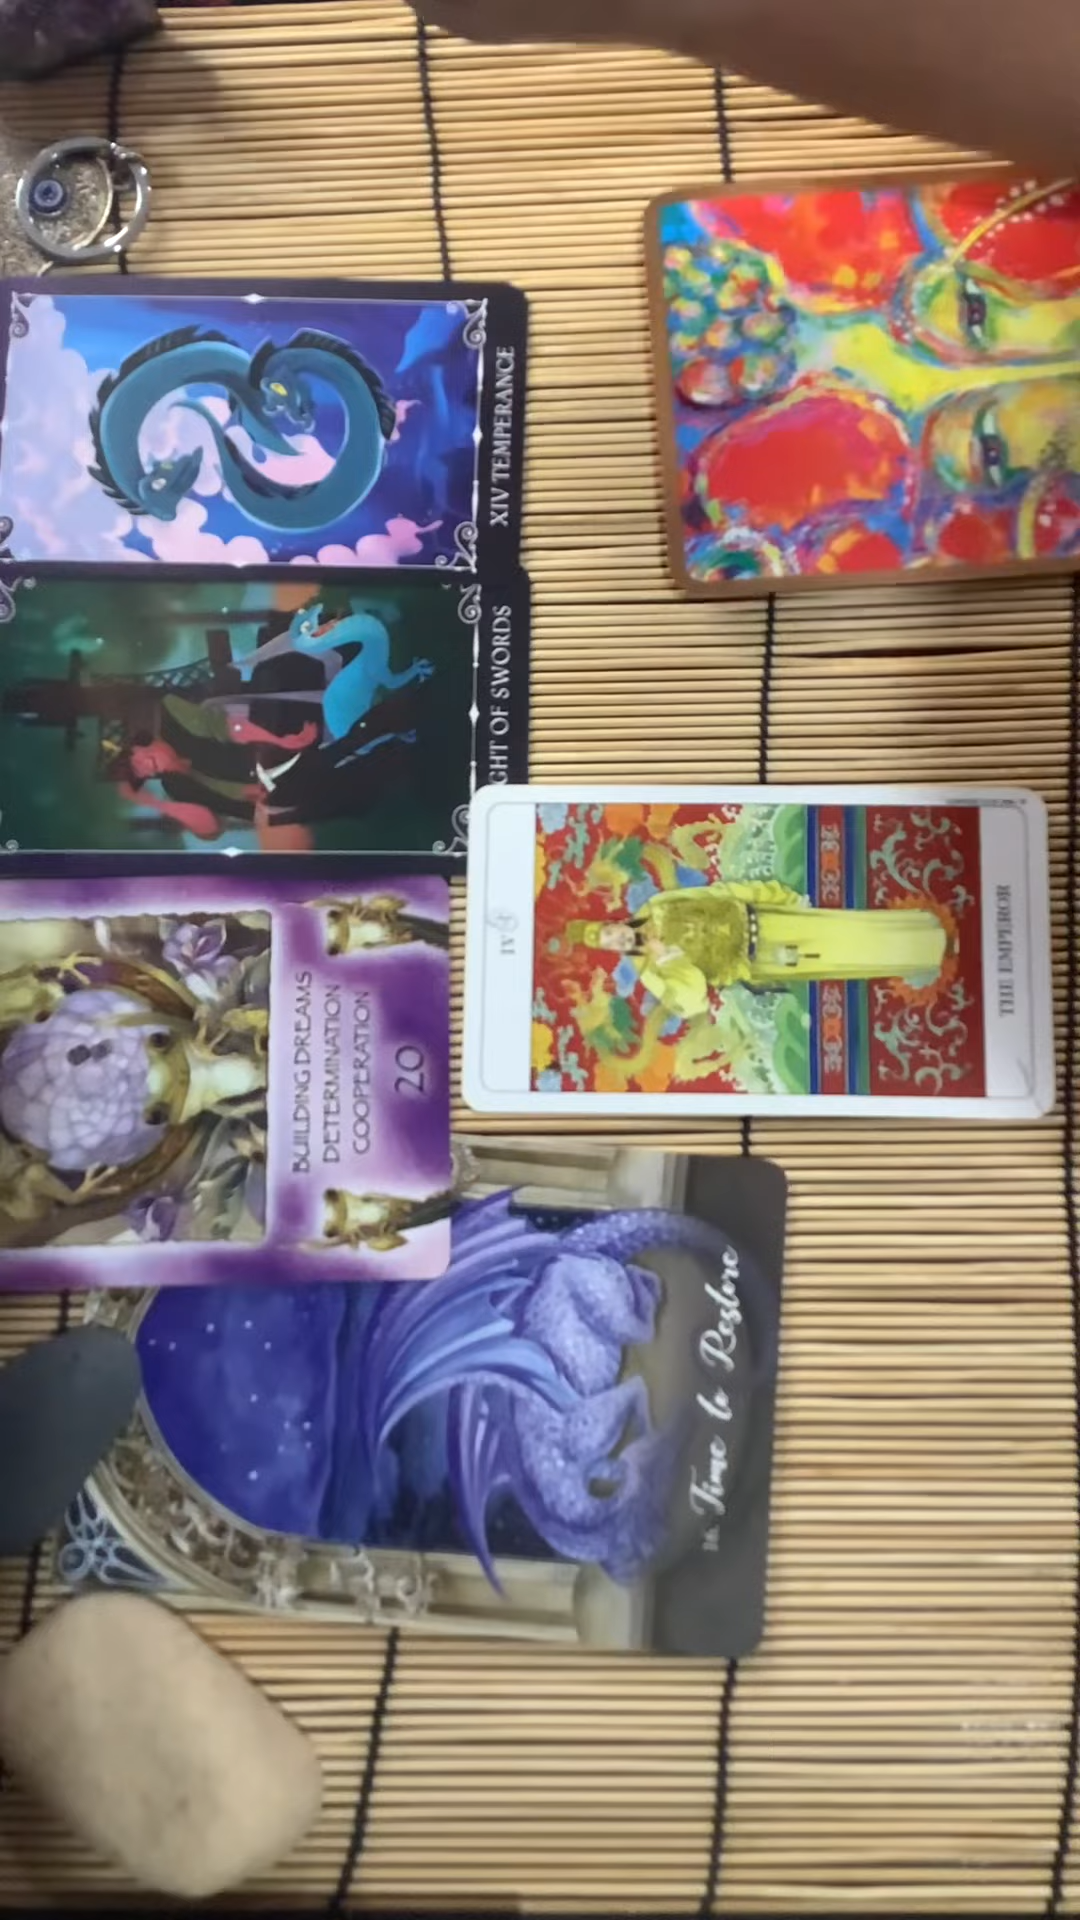 XIV TEMPERANCE
GHT OF SWORDS
BUILDING DREAMS
DETERMINATION
COOPERATION
20
IV
THE EMPEROR
Time to Restore